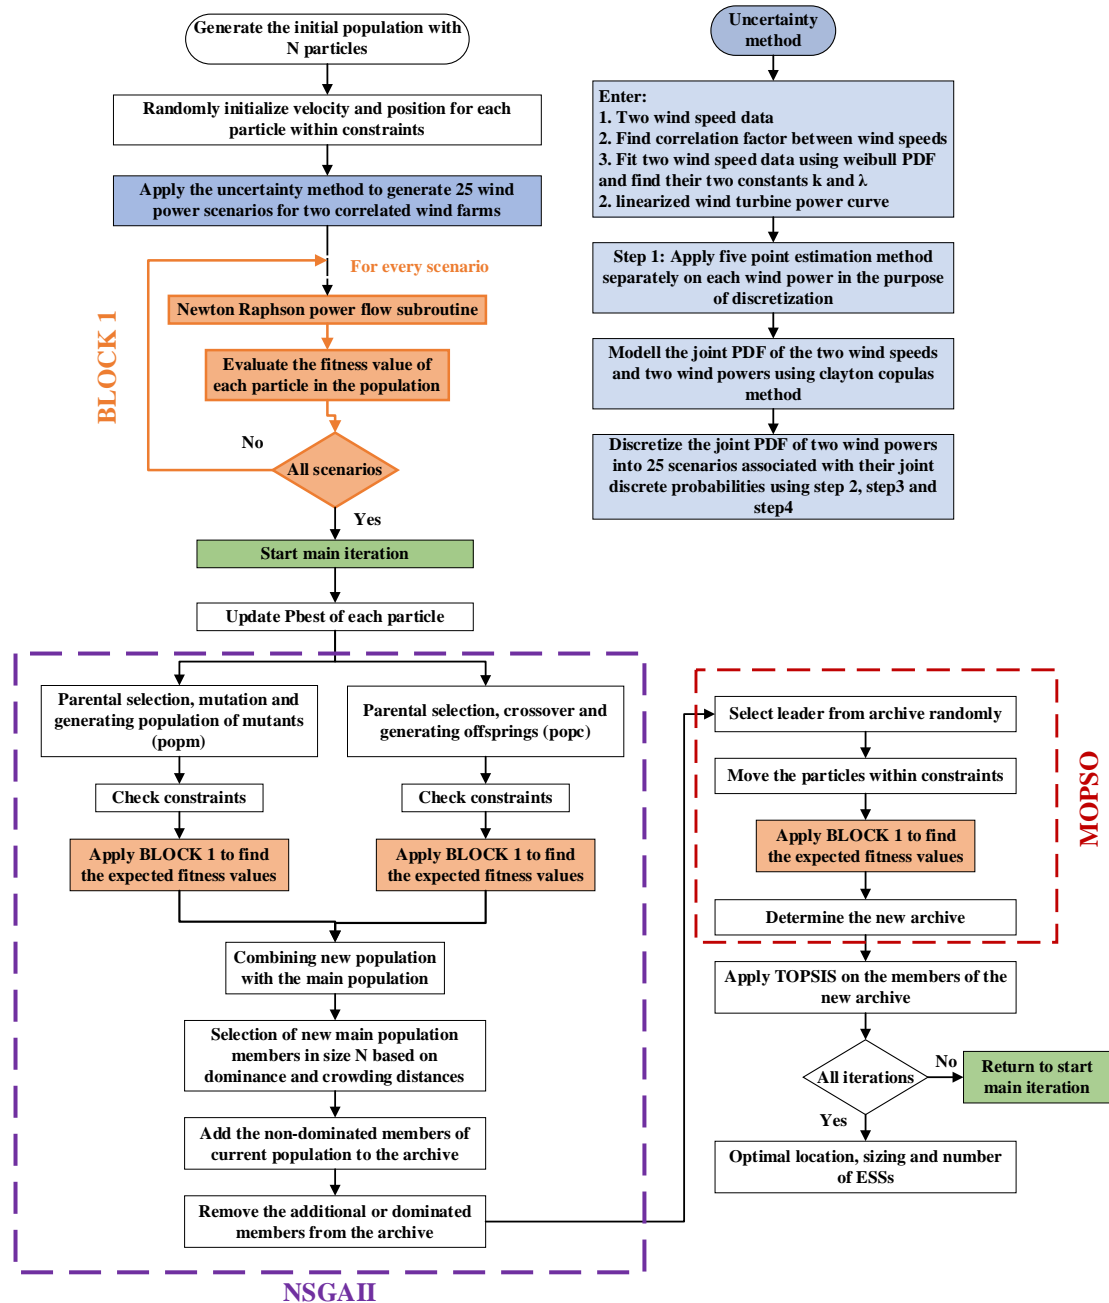 Generate the initial population with
N particles
Randomly initialize velocity and position for each
particle within constraints
Apply the uncertainty method to generate 25 wind
power scenarios for two correlated wind farms
For every scenario
Newton Raphson power flow subroutine
Evaluate the fitness value of
each particle in the population
BLOCK 1
No
All scenarios
Yes
Start main iteration
Update Pbest of each particle
Uncertainty
method
Enter:
1. Two wind speed data
2. Find correlation factor between wind speeds
3. Fit two wind speed data using weibull PDF
and find their two constants k and λ
2. linearized wind turbine power curve
Step 1: Apply five point estimation method
separately on each wind power in the purpose
of discretization
Modell the joint PDF of the two wind speeds
and two wind powers using clayton copulas
method
Discretize the joint PDF of two wind powers
into 25 scenarios associated with their joint
discrete probabilities using step 2, step3 and
step4
Parental selection, mutation and
generating population of mutants
(popm)
Parental selection, crossover and
generating offsprings (popc)
Check constraints
Check constraints
Apply BLOCK 1 to find
the expected fitness values
Apply BLOCK 1 to find
the expected fitness values
Combining new population
with the main population
Selection of new main population
members in size N based on
dominance and crowding distances
Add the non-dominated members of
current population to the archive
Remove the additional or dominated
members from the archive
NSGAII
Select leader from archive randomly
Move the particles within constraints
Apply BLOCK 1 to find
the expected fitness values
Determine the new archive
MOPSO
Apply TOPSIS on the members of the
new archive
All iterations
No
Return to start
main iteration
Yes
Optimal location, sizing and number
of ESSs